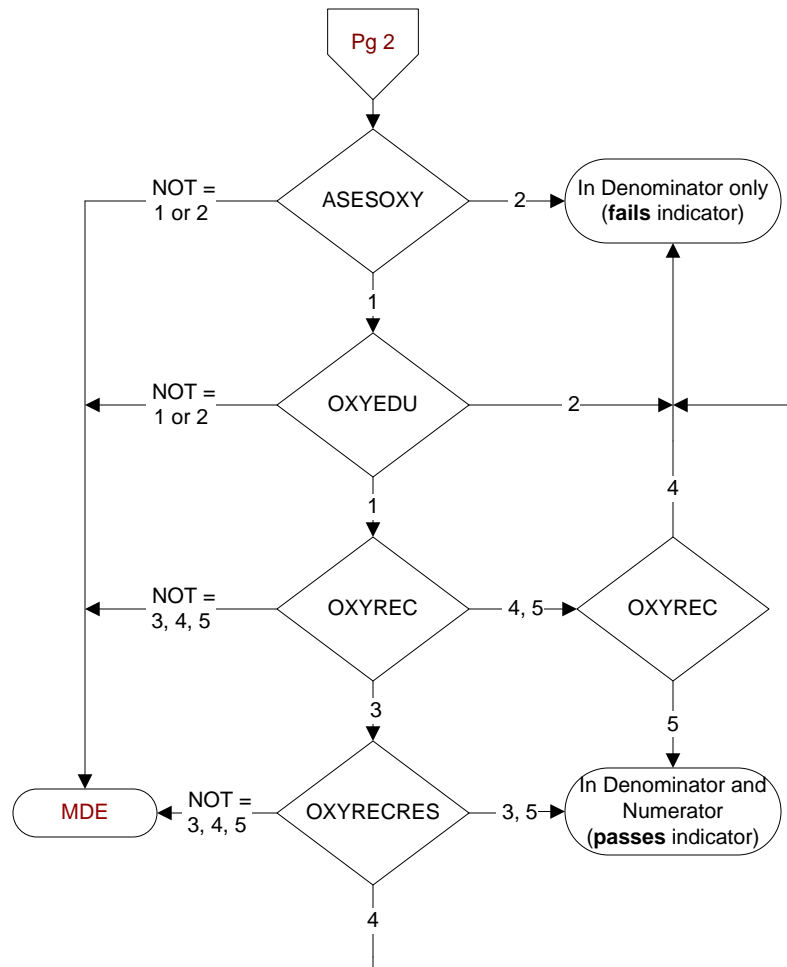 Pg 2
NOT =
1 or 2
ASESOXY
2
In Denominator only
(fails indicator)
1
NOT =
1 or 2
OXYEDU
2
1
4
NOT =
3, 4, 5
OXYREC
4, 5
OXYREC
3
5
MDE
NOT =
3, 4, 5
OXYRECRES
3, 5
In Denominator and
Numerator
(passes indicator)
4